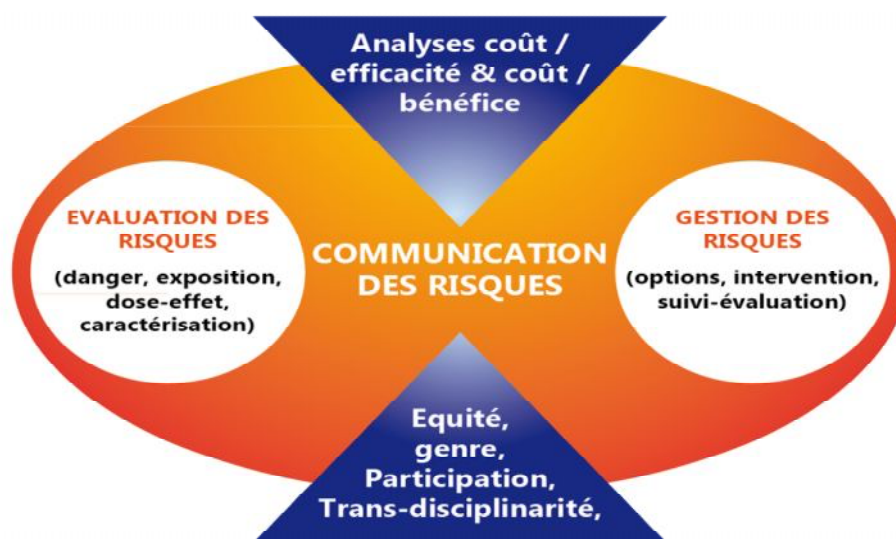 Analyses coût /
efficacité & coût /
bénéfice
EVALUATION DES
RISQUES
(danger, exposition,
dose-effet,
caractérisation)
COMMUNICATION
DES RISQUES
GESTION DES
RISQUES
(options, intervention,
suivi-évaluation)
Equité,
genre,
Participation,
Trans-disciplinarité,